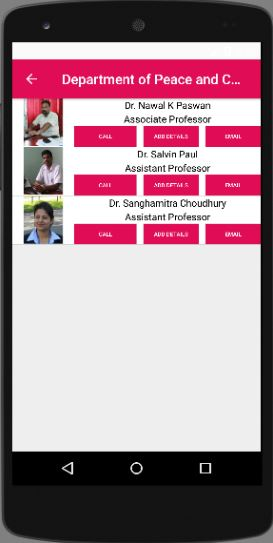 Department of Peace and C...
Dr. Nawal K Paswan
Associate Professor
CALL ADD DETAILS EMAIL
Dr. Salvin Paul
Assistant Professor
CALL ADD DETAILS EMAIL
Dr. Sanghamitra Choudhury
Assistant Professor
CALL ADD DETAILS EMAIL